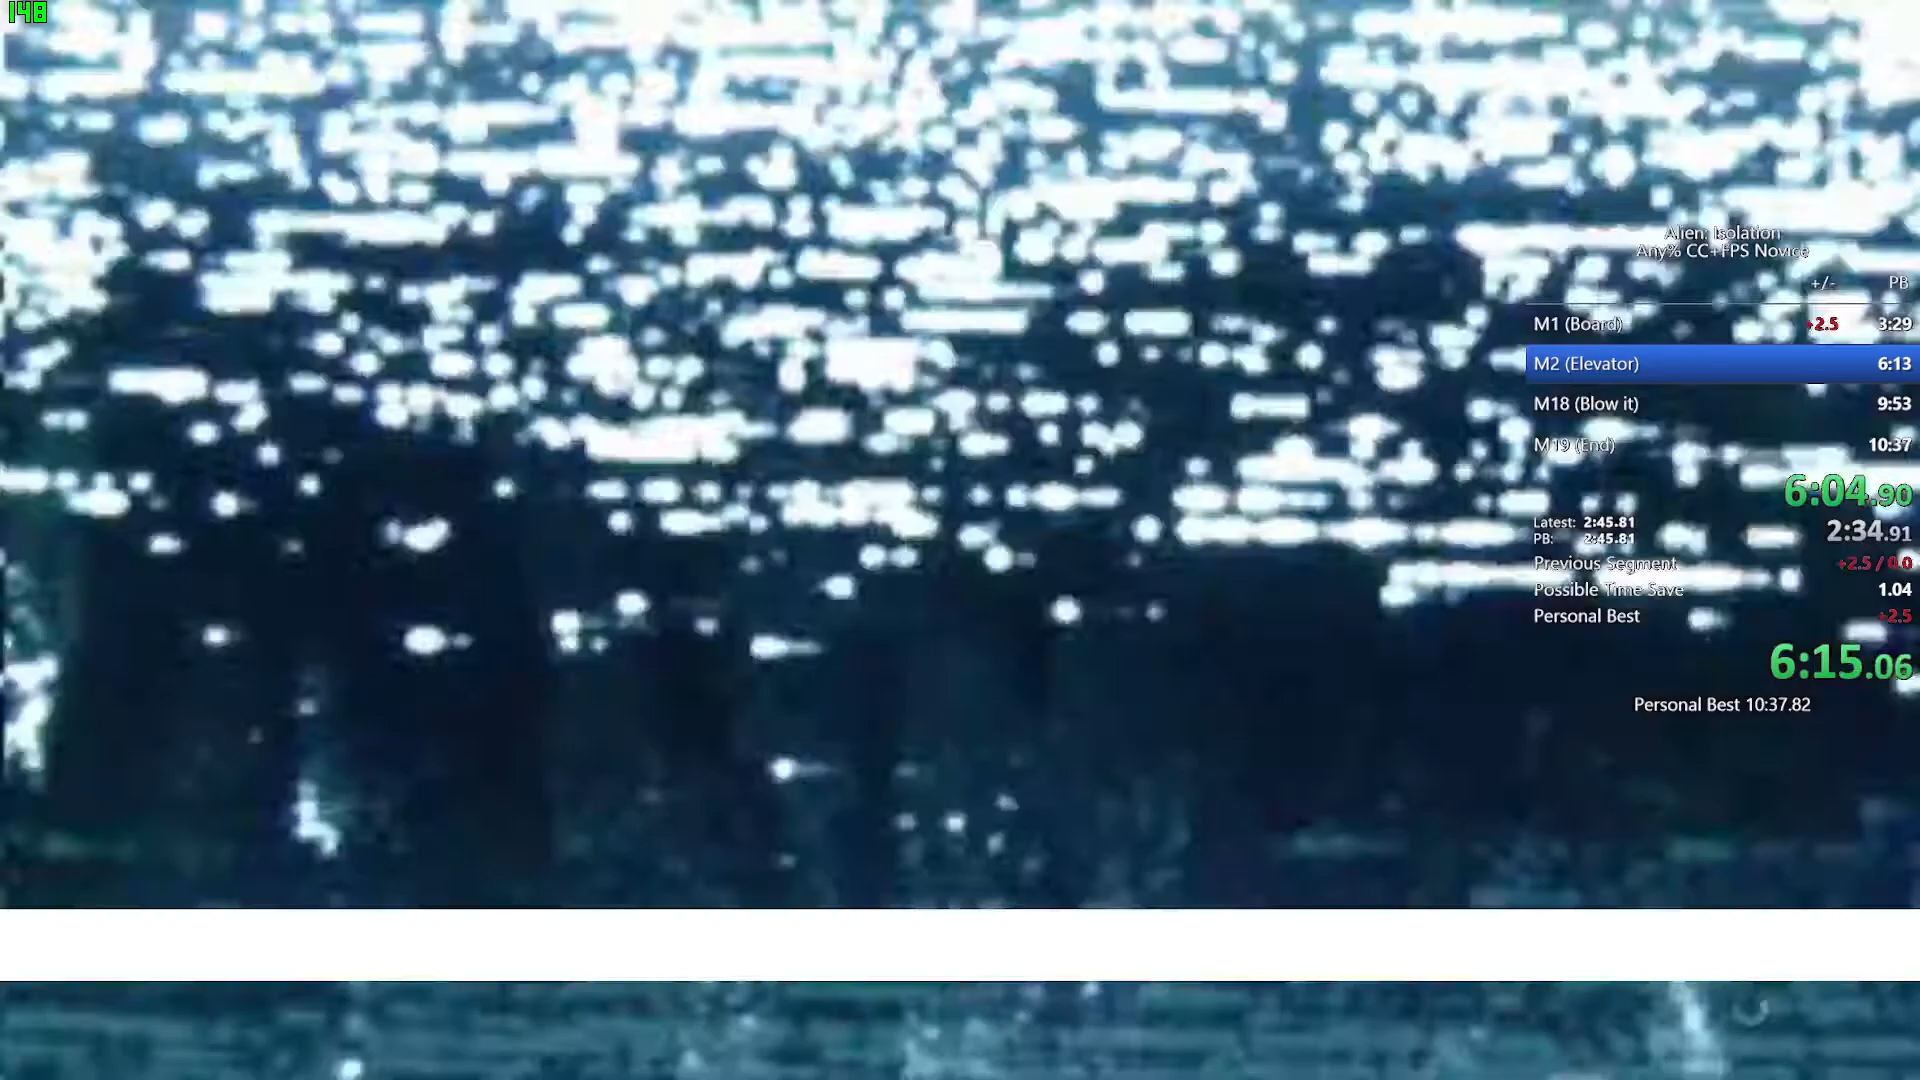 148
Alien: Isolation
Any% CC+FPS Novice
+/- PB
M1 (Board) +2.5 3:29
M2 (Elevator) 6:13
M18 (Blow it) 9:53
M19 (End) 10:37
6:04.90
Latest: 2:45.81
PB: 2:45.81
2:34.91
Previous Segment +2.5 / 0.0
Possible Time Save 1.04
Personal Best +2.5
6:15.06
Personal Best 10:37.82